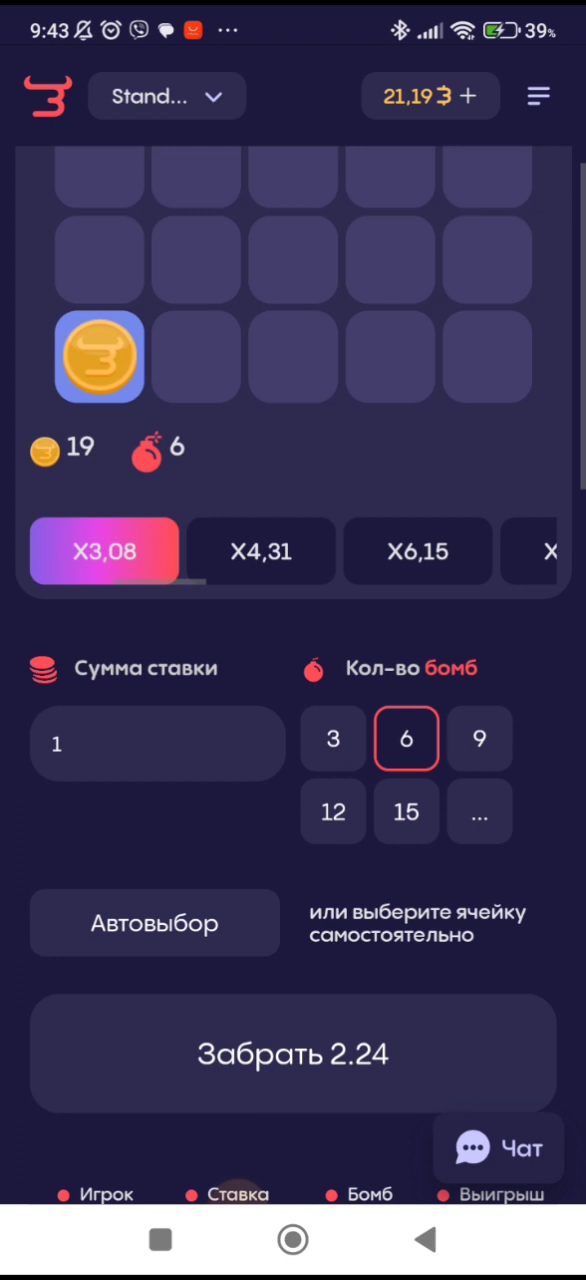 9:43 39%
Stand... 21,19 +
19 6
X3,08 X4,31 X6,15 X
Сумма ставки Кол-во бомб
1 3 6 9
12 15 ...
Автовыбор или выберите ячейку
самостоятельно
Забрать 2.24
Чат
Игрок Ставка Бомб Выигрыш